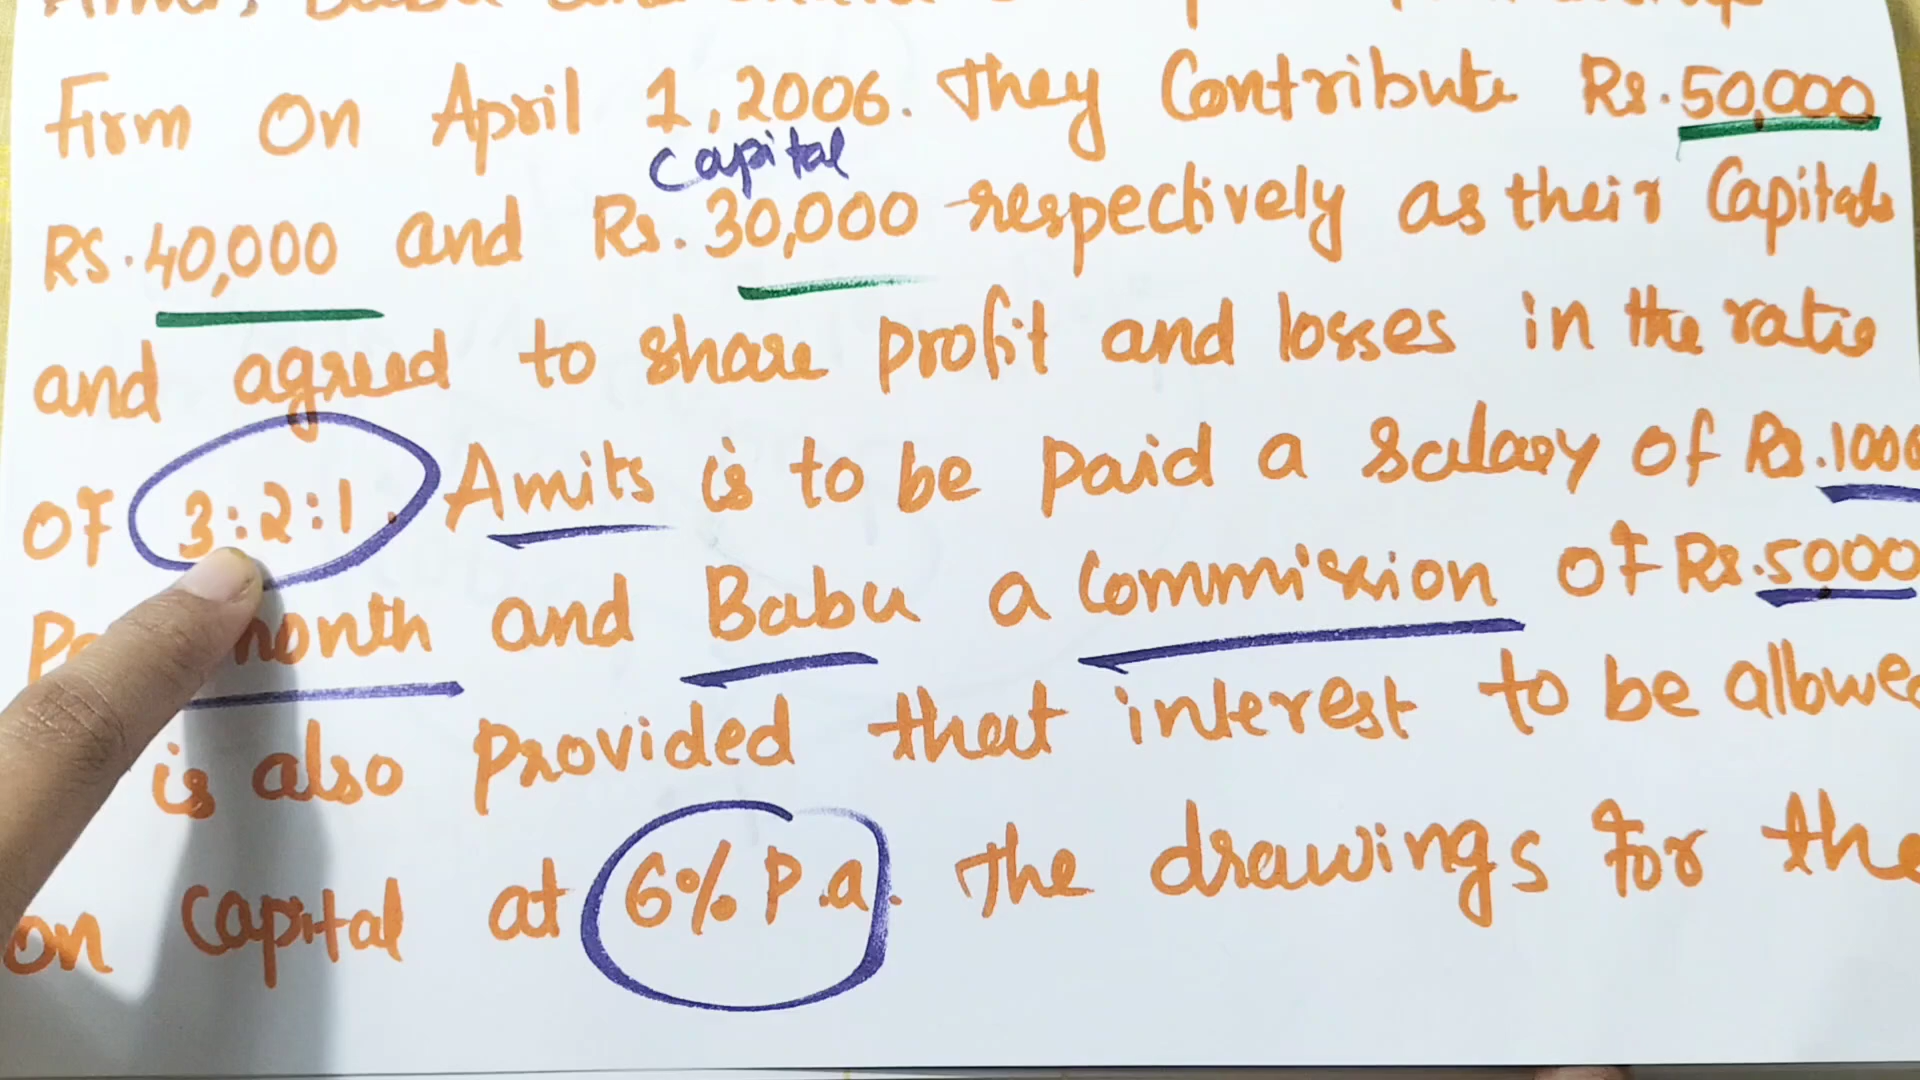 Firm On April 1, 2006. They Contribute Rs. 50,000
Capital
RS. 40,000 and Rs. 30,000 respectively as their Capitals
and agreed to share profit and losses in the ratio
OF 3:2:1. Amits is to be paid a salary of Rs. 1000
month and Babu a Commission OF Rs. 5000
is also Provided that interest to be allowed
on Capital at 6% P.a. The drawings for the